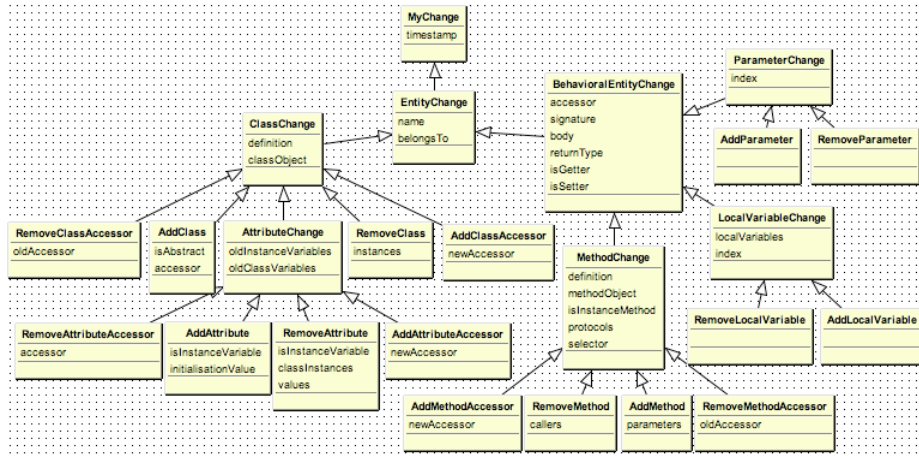 MyChange
timestamp
EntityChange
name
belongsTo
BehavioralEntityChange
accessor
signature
body
returnType
isGetter
isSetter
ParameterChange
index
AddParameter
RemoveParameter
ClassChange
definition
classObject
RemoveClassAccessor
oldAccessor
AddClass
isAbstract
accessor
AttributeChange
oldInstanceVariables
oldClassVariables
RemoveClass
instances
AddClassAccessor
newAccessor
MethodChange
definition
methodObject
isInstanceMethod
protocols
selector
LocalVariableChange
localVariables
index
RemoveLocalVariable
AddLocalVariable
RemoveAttributeAccessor
accessor
AddAttribute
isInstanceVariable
initialisationValue
RemoveAttribute
isInstanceVariable
classInstances
values
AddAttributeAccessor
newAccessor
AddMethodAccessor
newAccessor
RemoveMethod
callers
AddMethod
parameters
RemoveMethodAccessor
oldAccessor